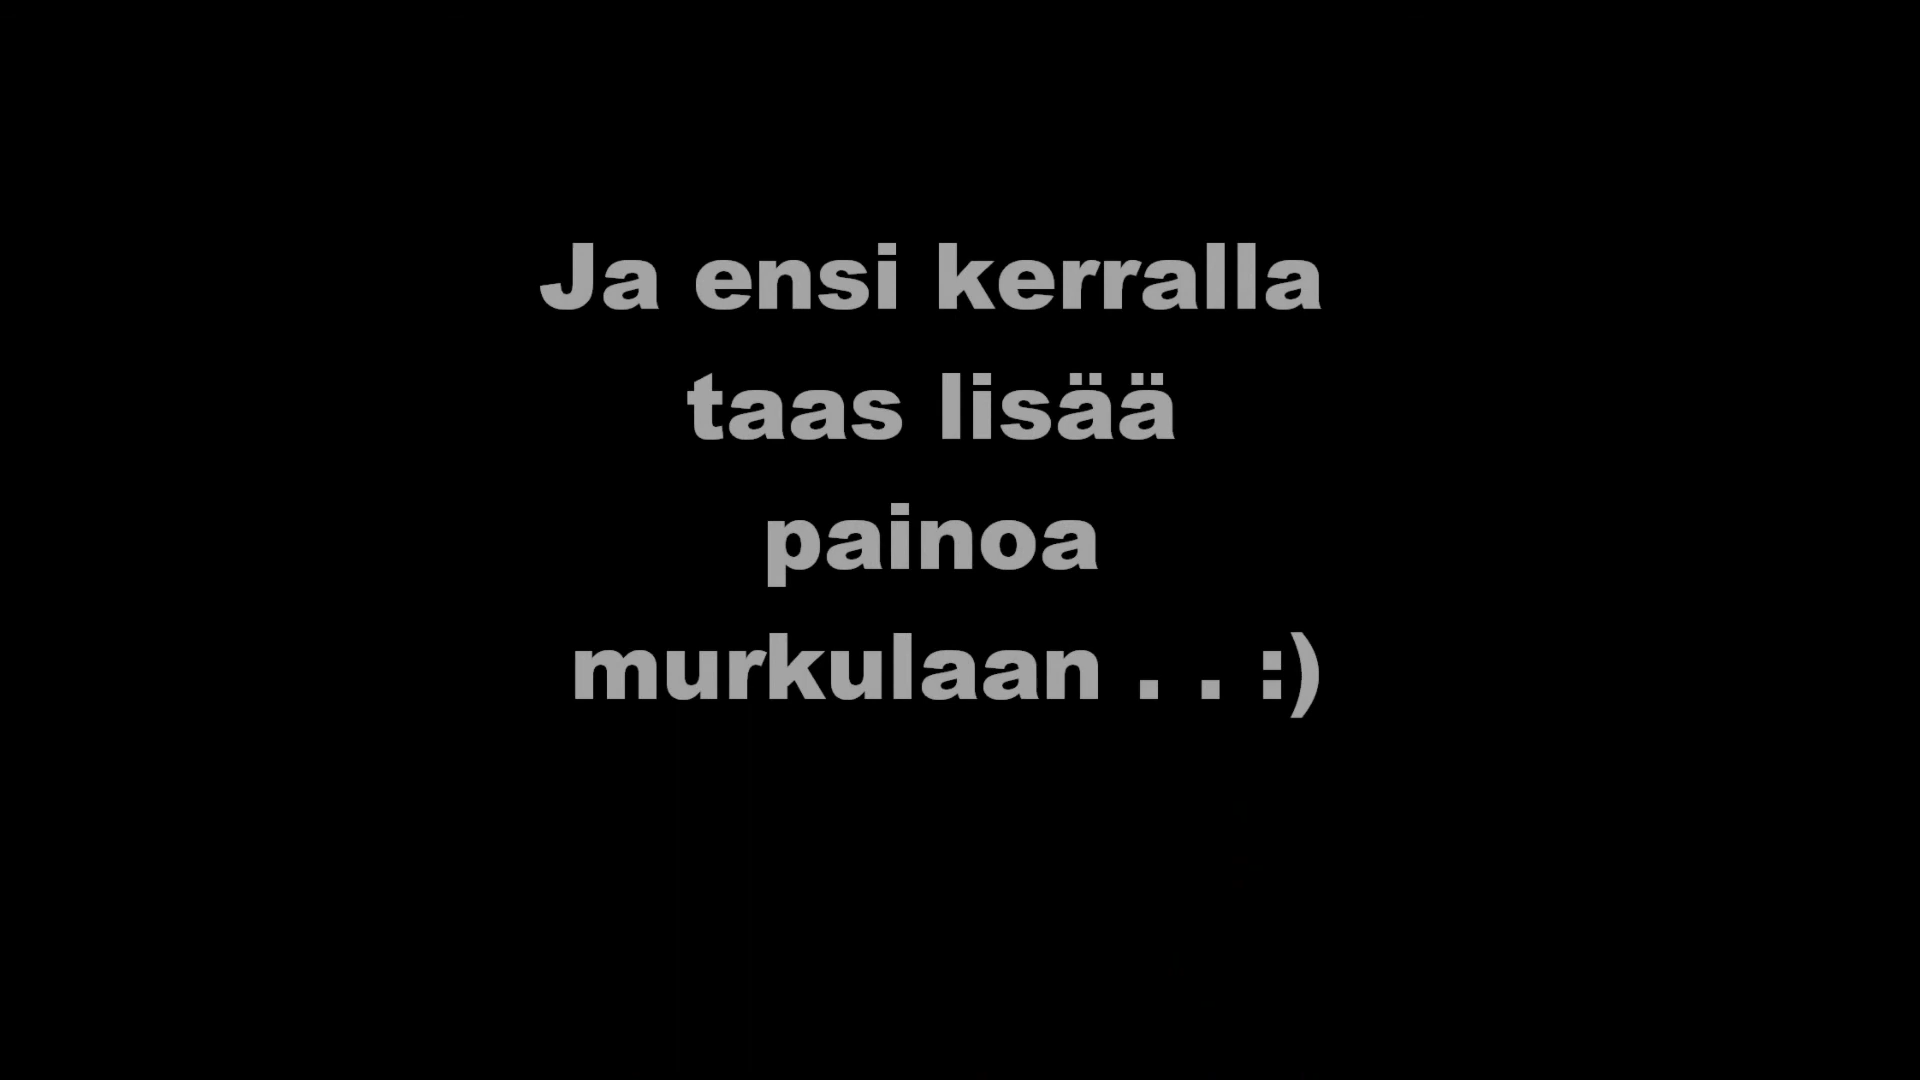 Ja ensi kerralla
taas lisää
painoa
murkulaan . . :)